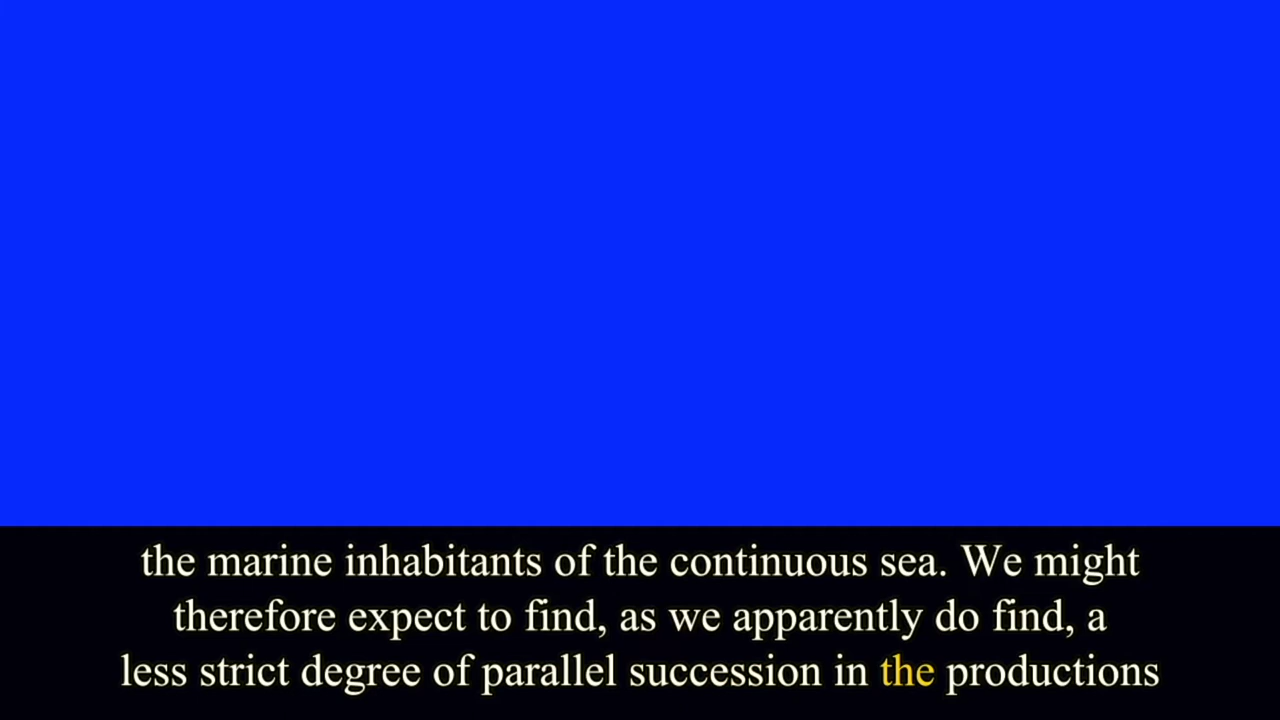 the marine inhabitants of the continuous sea. We might
therefore expect to find, as we apparently do find, a
less strict degree of parallel succession in the productions